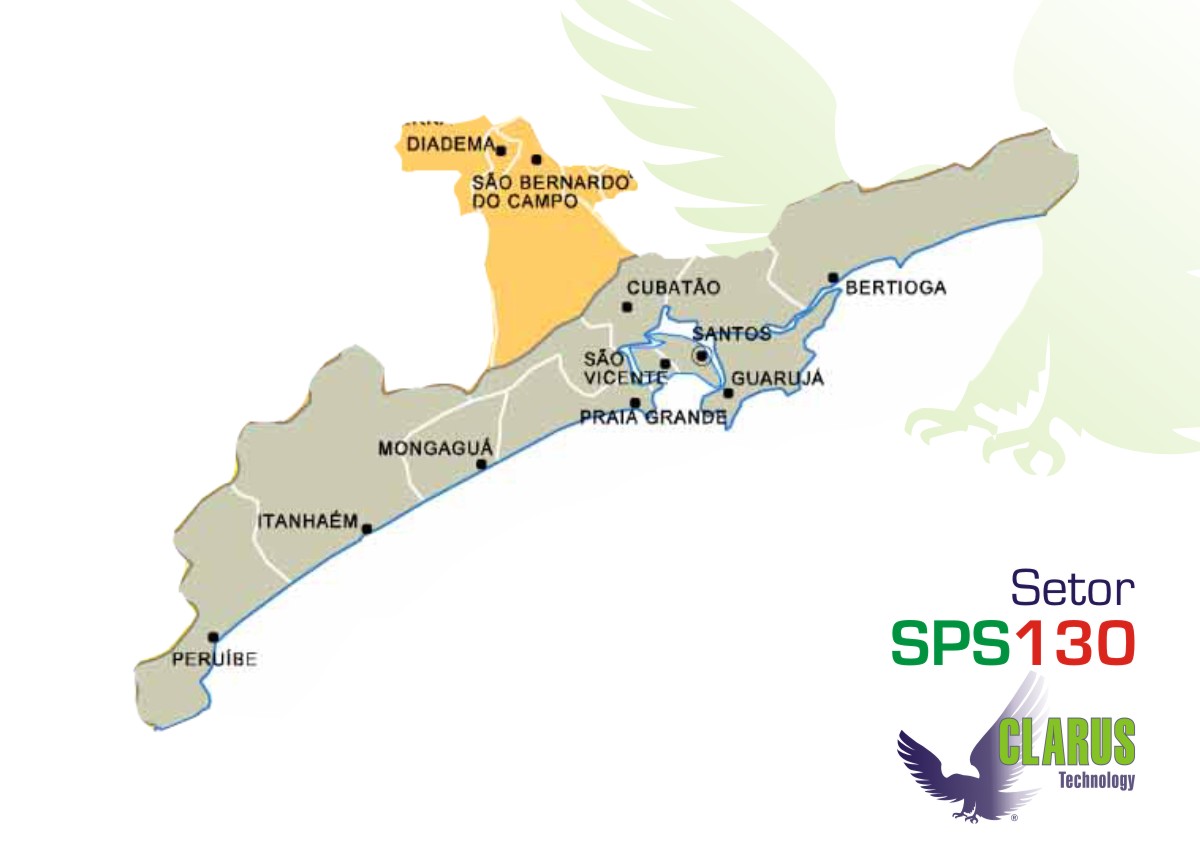 DIADEMA
SÃO BERNARDO
DO CAMPO
CUBATÃO
BERTIOGA
SANTOS
SÃO
VICENTE
GUARUJÁ
PRAIA GRANDE
MONGAGUÁ
ITANHAÉM
PERUÍBE
Setor
SPS130
CLARUS
Technology
®